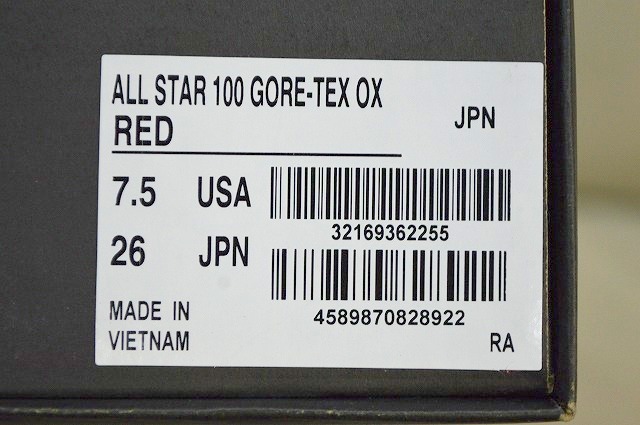 ALL STAR 100 GORE-TEX OX
JPN
RED
7.5 USA
32169362255
26 JPN
4589870828922
MADE IN
VIETNAM
RA